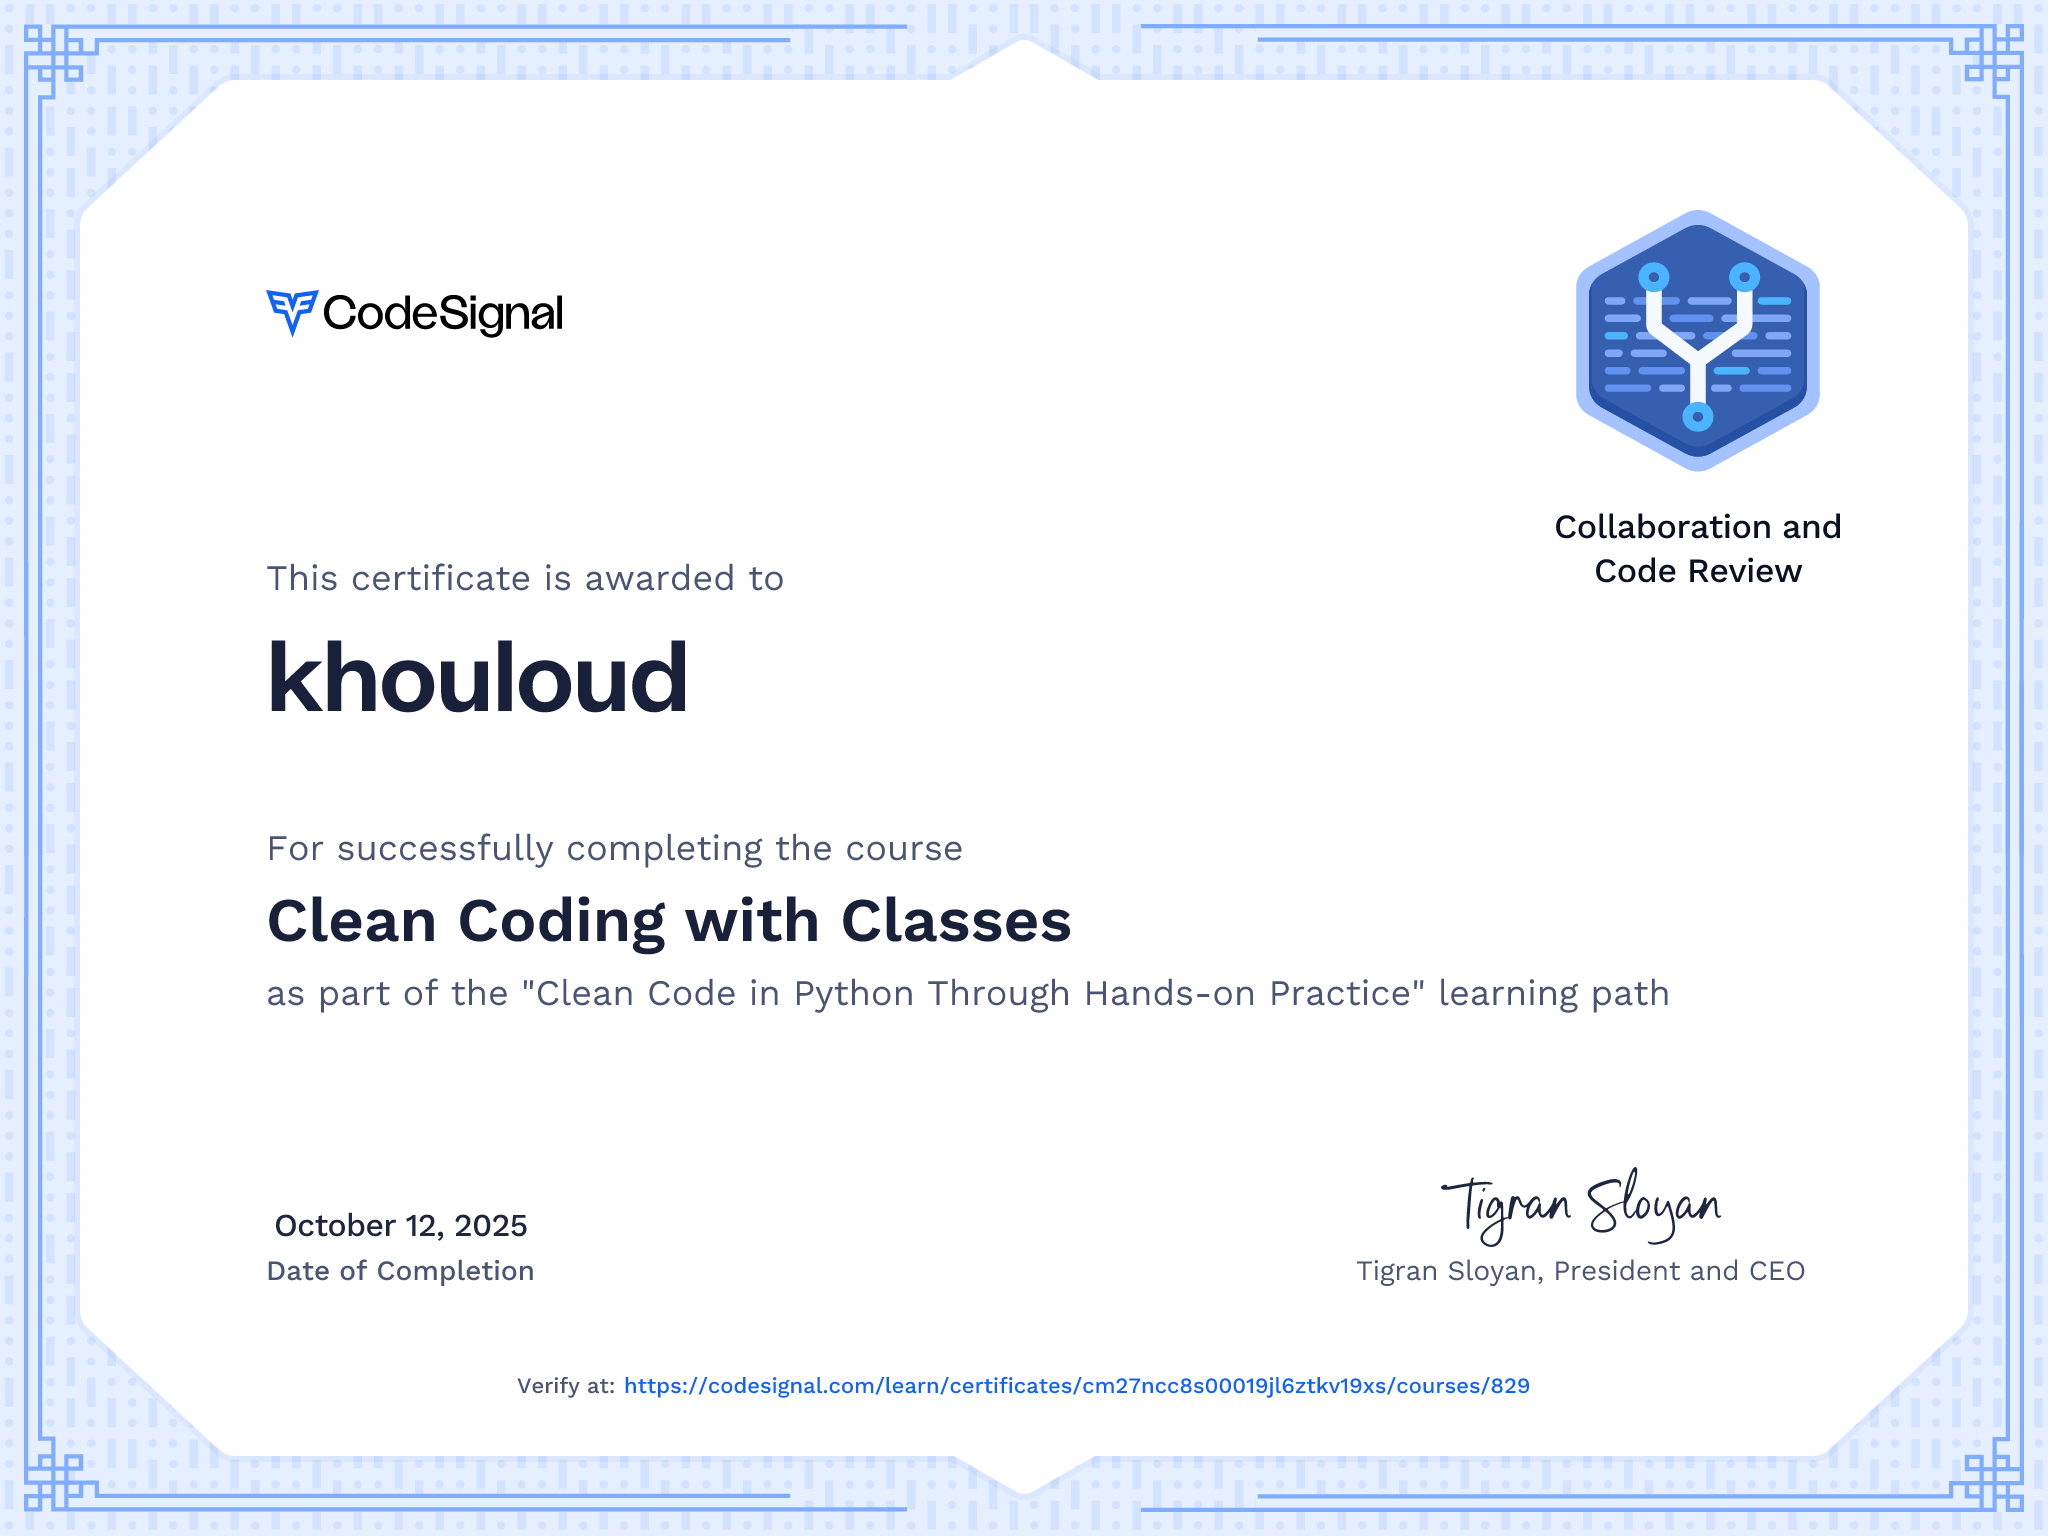 CodeSignal
Collaboration and
Code Review
This certificate is awarded to
khouloud
For successfully completing the course
Clean Coding with Classes
as part of the "Clean Code in Python Through Hands-on Practice" learning path
October 12, 2025
Date of Completion
Tigran Sloyan
Tigran Sloyan, President and CEO
Verify at: https://codesignal.com/learn/certificates/cm27ncc8s00019jl6ztkv19xs/courses/829